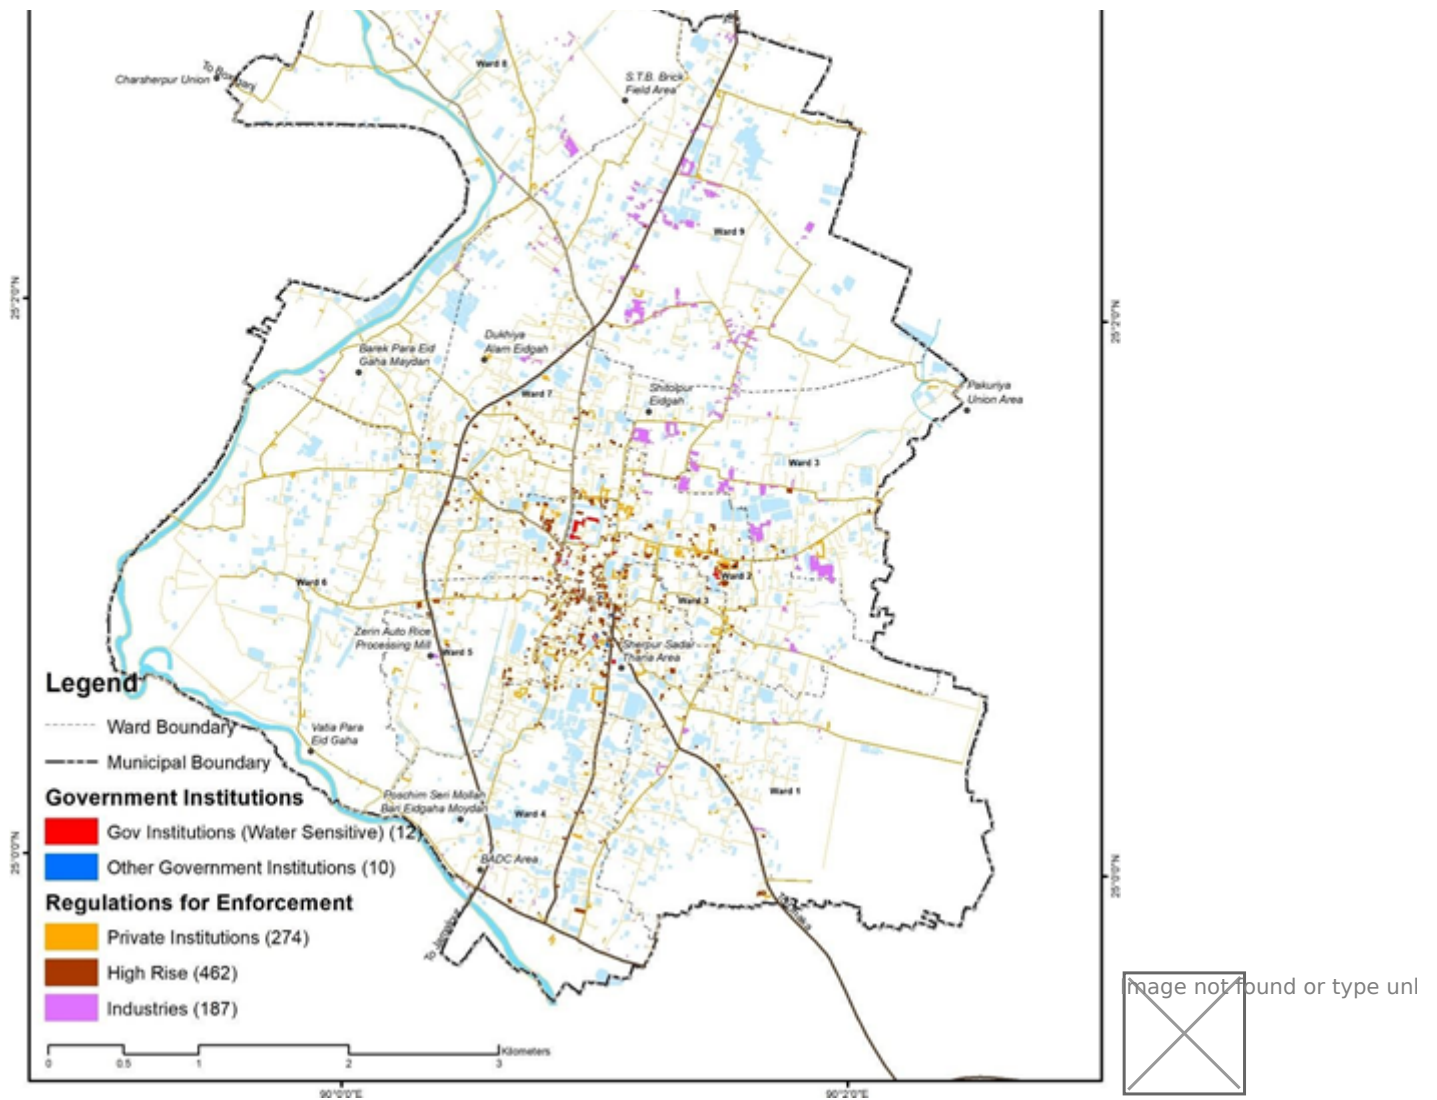 Ward 8
To Boxiganj
Charsherpur Union
S.T.B. Brick
Field Area
Ward 9
25°2'0"N
25°2'0"N
Dukhiya
Alam Eidgah
Barek Para Eid
Gaha Maydan
Ward 7
Shitolpur
Eidgah
Pakuriya
Union Area
Ward 3
Ward 2
Ward 6
Ward 3
Zerin Auto Rice
Processing Mill
Ward 5
Sherpur Sadar
Thana Area
Legend
Ward Boundary
Vatia Para
Eid Gaha
Municipal Boundary
Government Institutions
Poschim Seri Mollah
Bari Eidgaha Moydan
Ward 1
Ward 4
Gov Institutions (Water Sensitive) (12)
25°0'0"N
25°0'0"N
BADC Area
Other Government Institutions (10)
Regulations for Enforcement
Private Institutions (274)
To Jamalpur
High Rise (462)
Industries (187)
Image not found or type unk
0 0.5 1 2 3 Kilometers
90°0'0"E
90°2'0"E